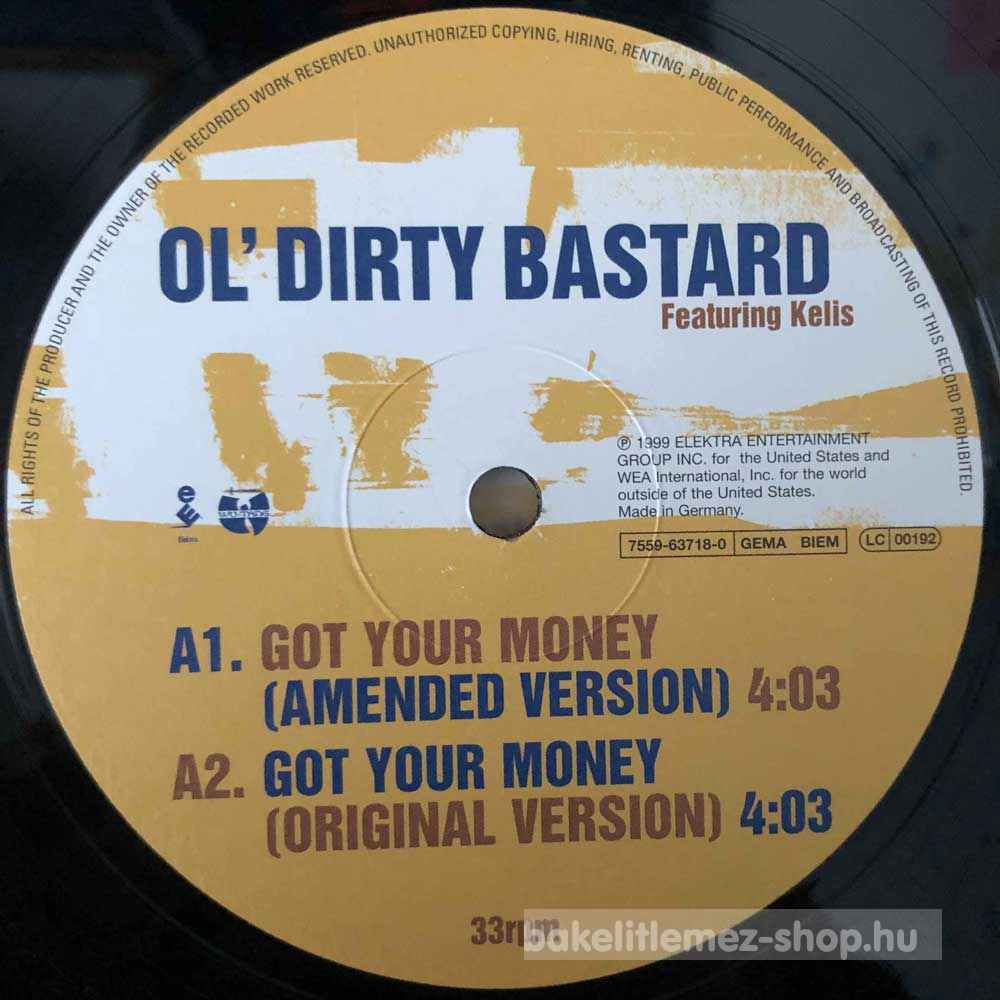 ALL RIGHTS OF THE PRODUCER AND THE OWNER OF THE RECORDED WORK RESERVED. UNAUTHORIZED COPYING, HIRING, RENTING, PUBLIC PERFORMANCE AND BROADCASTING OF THIS RECORD PROHIBITED.
OL' DIRTY BASTARD
Featuring Kelis
℗ 1999 ELEKTRA ENTERTAINMENT
GROUP INC. for the United States and
WEA International, Inc. for the world
outside of the United States.
Made in Germany.
Elektra
WU-TANG
7559-63718-0 GEMA BIEM LC 00192
A1. GOT YOUR MONEY
(AMENDED VERSION) 4:03
A2. GOT YOUR MONEY
(ORIGINAL VERSION) 4:03
33rpm
bakelitlemez-shop.hu